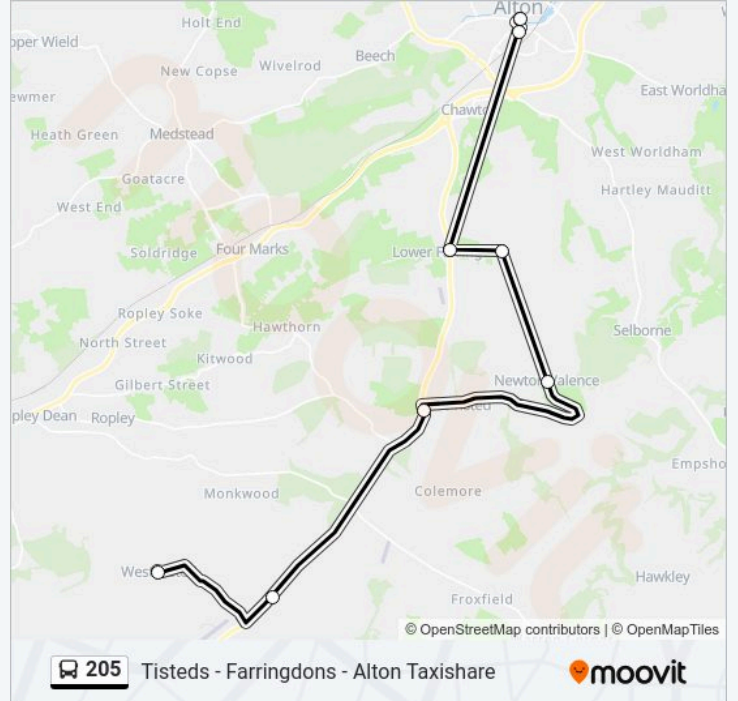 Alton
Holt End
pper Wield
Beech
Wivelrod
New Copse
ewmer
East Worldha
Chawto
Heath Green
Medstead
West Worldham
Goatacre
Hartley Mauditt
West End
Soldridge
Four Marks
Lower F
Ropley Soke
Hawthorn
Selborne
North Street
Kitwood
Newton Valence
Gilbert Street
pley Dean
Ropley
Empsho
Monkwood
Colemore
West
Hawkley
Froxfield
© OpenStreetMap contributors | © OpenMapTiles
205 Tisteds - Farringdons - Alton Taxishare
moovit